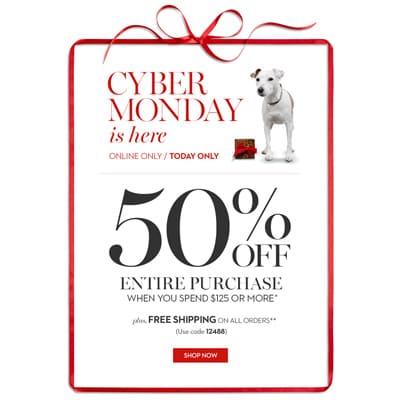 CYBER
MONDAY
is here
ONLINE ONLY / TODAY ONLY
50% OFF
ENTIRE PURCHASE
WHEN YOU SPEND $125 OR MORE*
plus, FREE SHIPPING ON ALL ORDERS**
(Use code 12488)
SHOP NOW